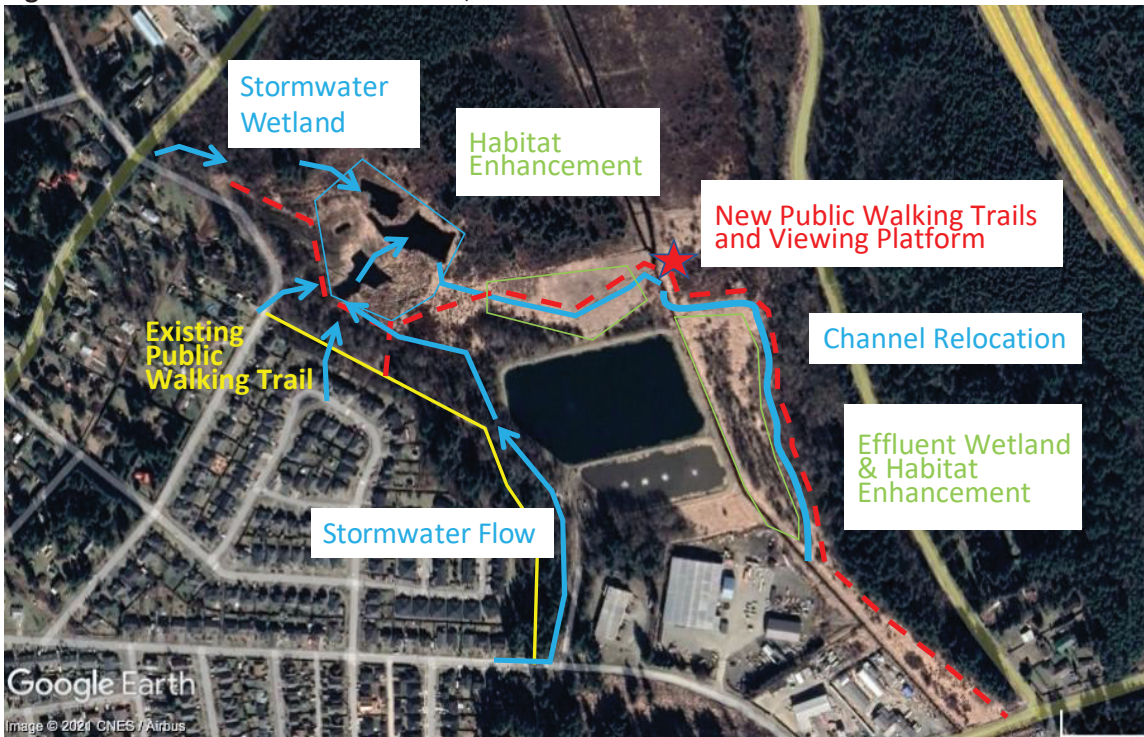 Stormwater
Wetland
Habitat
Enhancement
New Public Walking Trails
and Viewing Platform
Existing
Public
Walking Trail
Channel Relocation
Effluent Wetland
& Habitat
Enhancement
Stormwater Flow
Google Earth
Image © 2021 CNES / Airbus